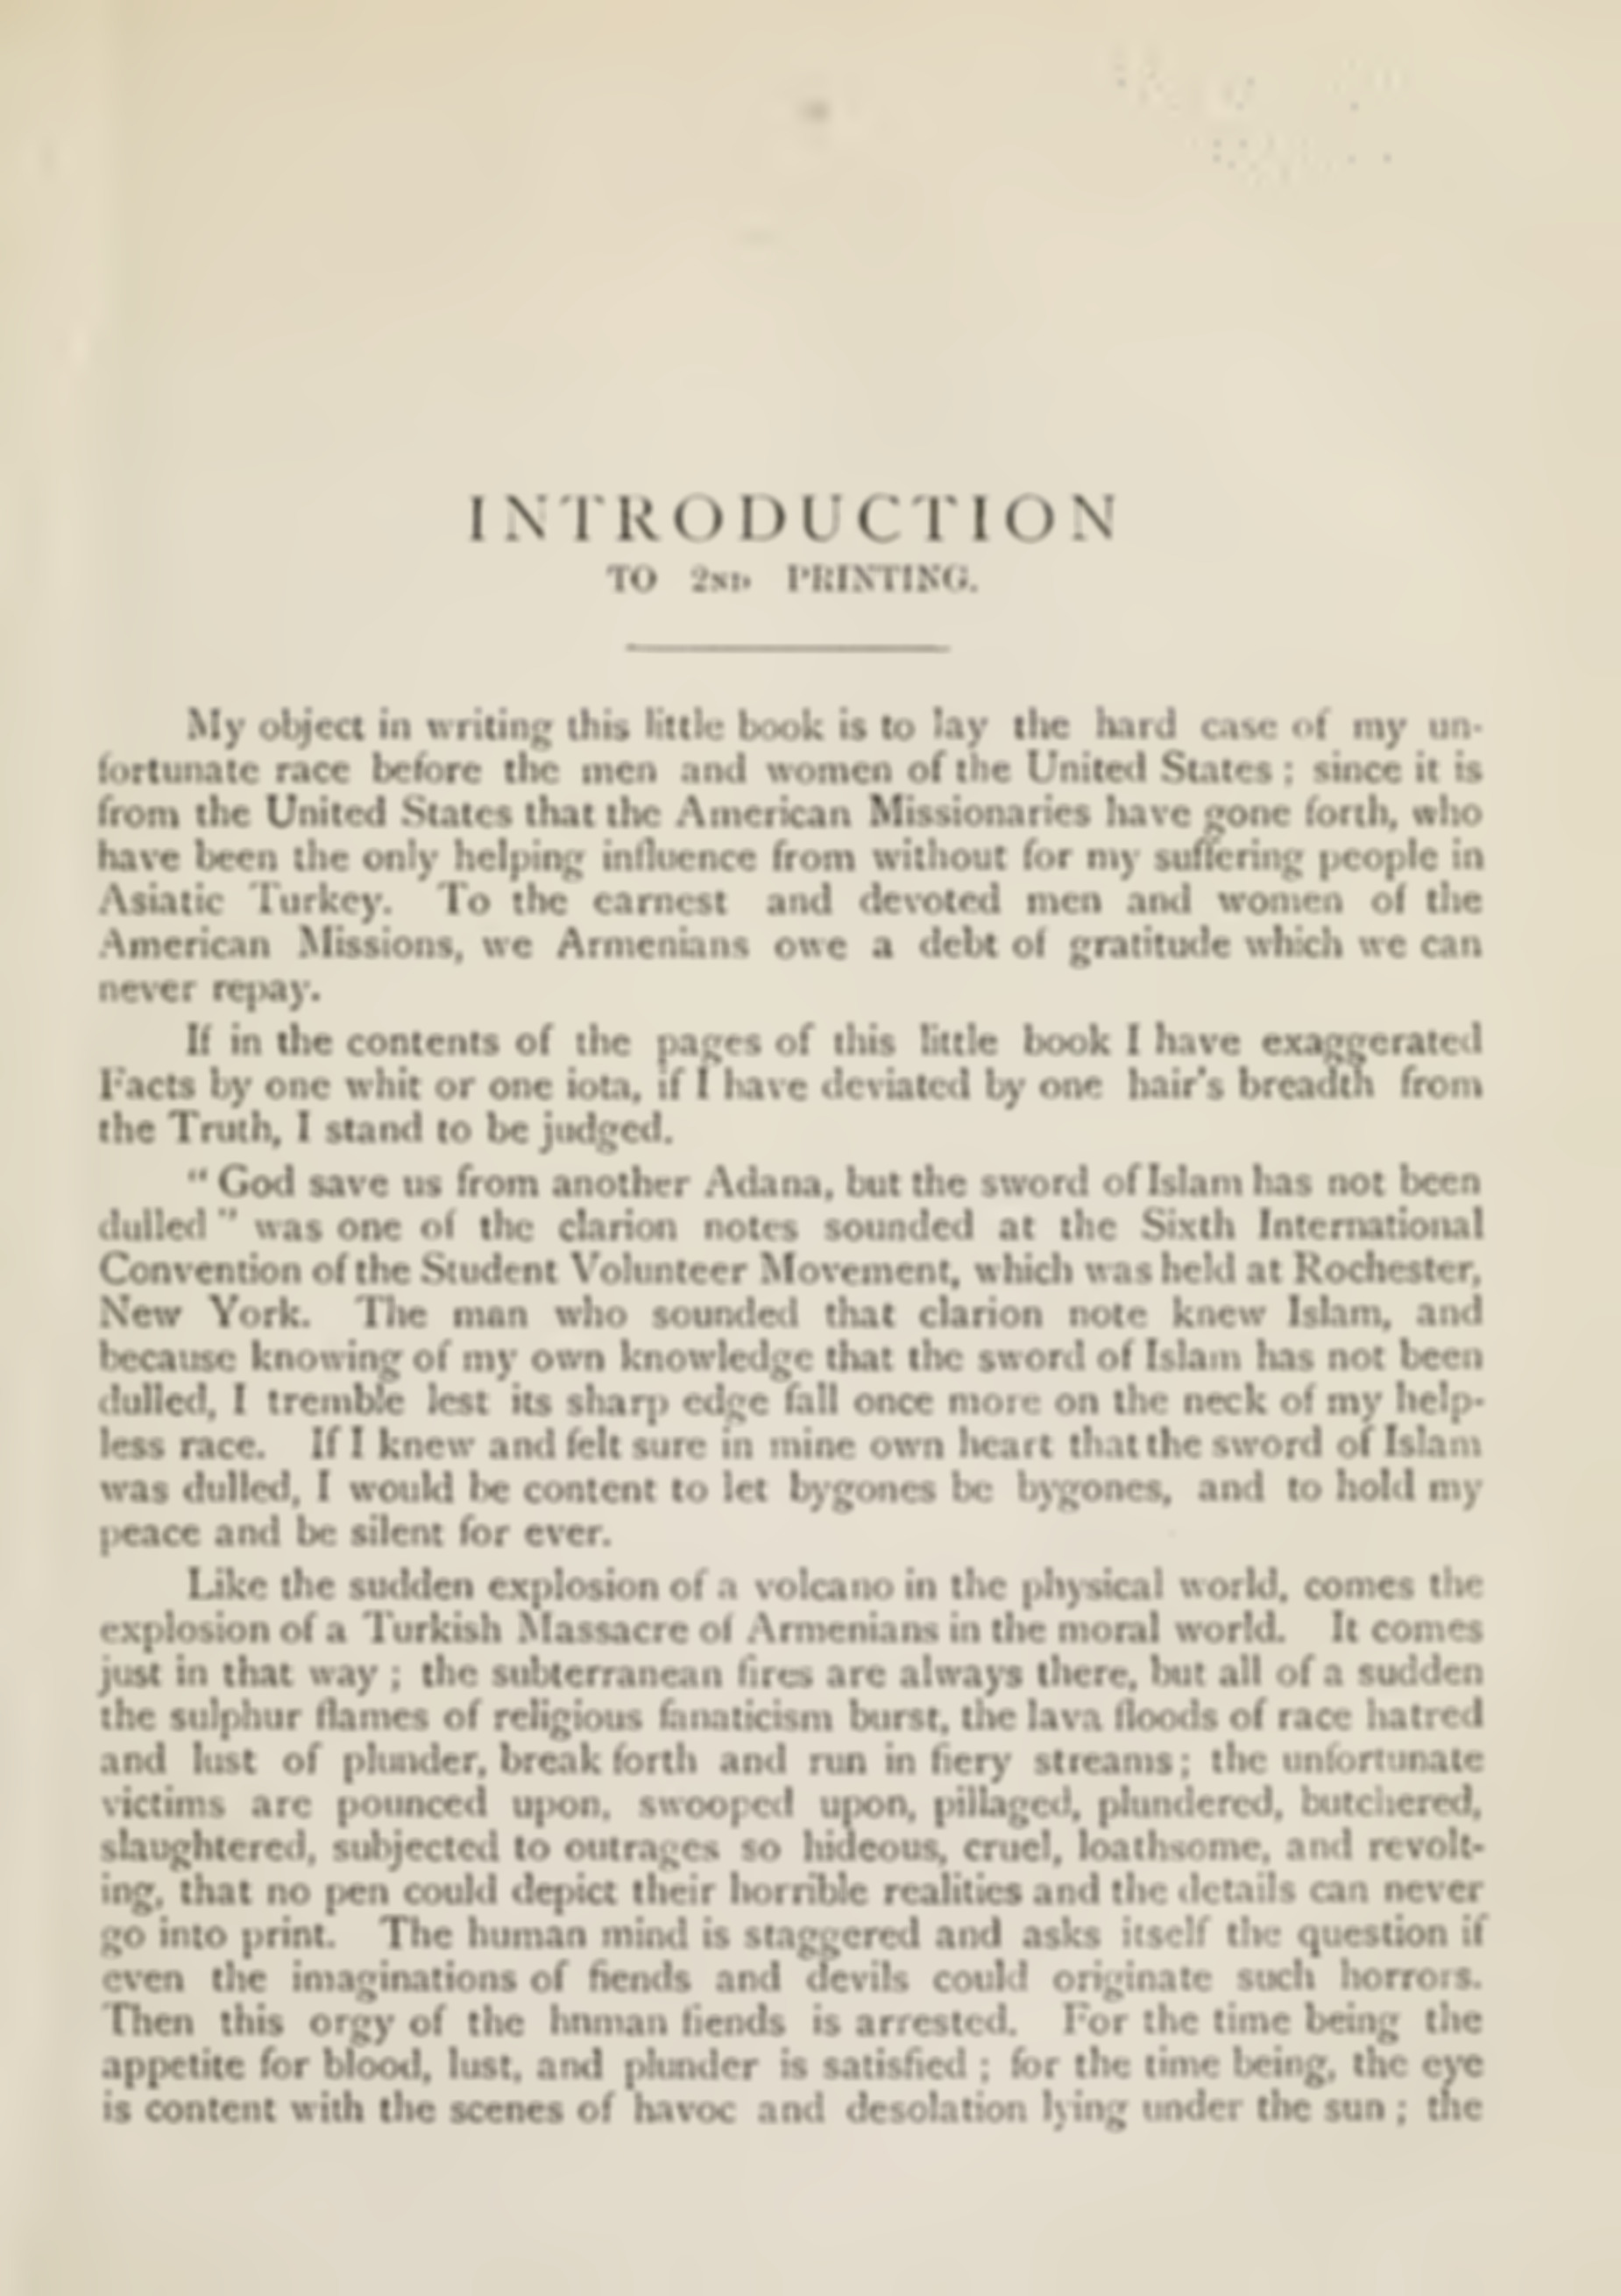 INTRODUCTION
TO 2ND PRINTING.
My object in writing this little book is to lay the hard case of my un-
fortunate race before the men and women of the United States ; since it is
from the United States that the American Missionaries have gone forth, who
have been the only helping influence from without for my suffering people in
Asiatic Turkey. To the earnest and devoted men and women of the
American Missions, we Armenians owe a debt of gratitude which we can
never repay.
If in the contents of the pages of this little book I have exaggerated
Facts by one whit or one iota, if I have deviated by one hair's breadth from
the Truth, I stand to be judged.
" God save us from another Adana, but the sword of Islam has not been
dulled " was one of the clarion notes sounded at the Sixth International
Convention of the Student Volunteer Movement, which was held at Rochester,
New York. The man who sounded that clarion note knew Islam, and
because knowing of my own knowledge that the sword of Islam has not been
dulled, I tremble lest its sharp edge fall once more on the neck of my help-
less race. If I knew and felt sure in mine own heart that the sword of Islam
was dulled, I would be content to let bygones be bygones, and to hold my
peace and be silent for ever.
Like the sudden explosion of a volcano in the physical world, comes the
explosion of a Turkish Massacre of Armenians in the moral world. It comes
just in that way ; the subterranean fires are always there, but all of a sudden
the sulphur flames of religious fanaticism burst, the lava floods of race hatred
and lust of plunder, break forth and run in fiery streams ; the unfortunate
victims are pounced upon, swooped upon, pillaged, plundered, butchered,
slaughtered, subjected to outrages so hideous, cruel, loathsome, and revolt-
ing, that no pen could depict their horrible realities and the details can never
go into print. The human mind is staggered and asks itself the question if
even the imaginations of fiends and devils could originate such horrors.
Then this orgy of the hnman fiends is arrested. For the time being the
appetite for blood, lust, and plunder is satisfied ; for the time being, the eye
is content with the scenes of havoc and desolation lying under the sun ; the